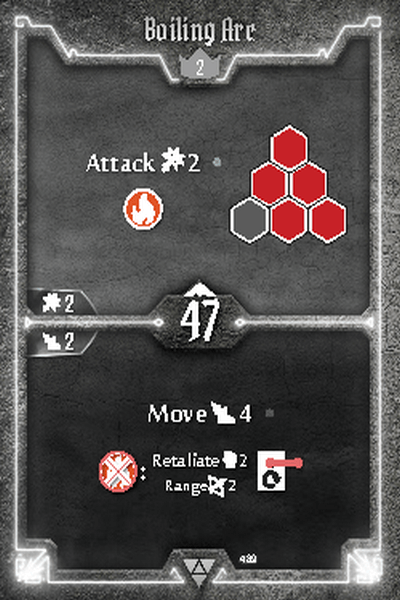 Boiling Arc
2
Attack 2
2
47
2
Move 4
: Retaliate 2
Range 2